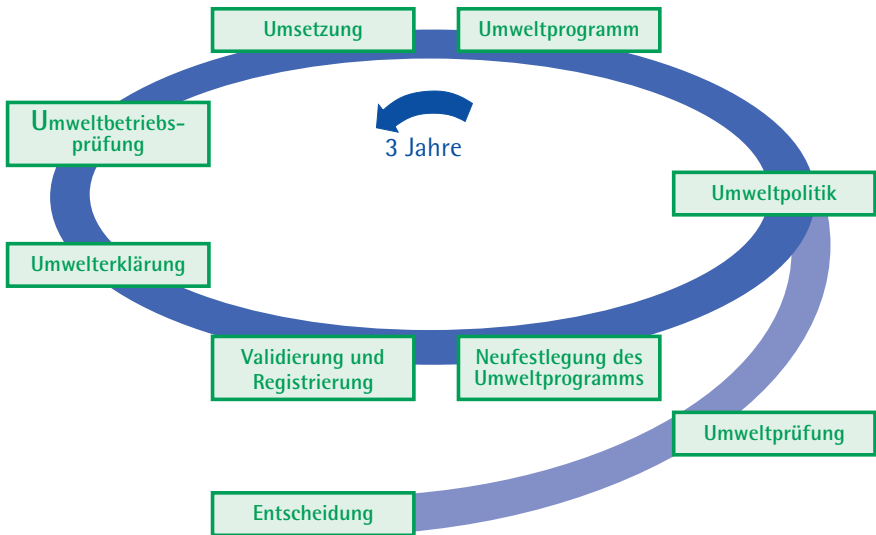 Umsetzung
Umweltprogramm
Umweltbetriebs-
prüfung
3 Jahre
Umweltpolitik
Umwelterklärung
Validierung und
Registrierung
Neufestlegung des
Umweltprogramms
Umweltprüfung
Entscheidung